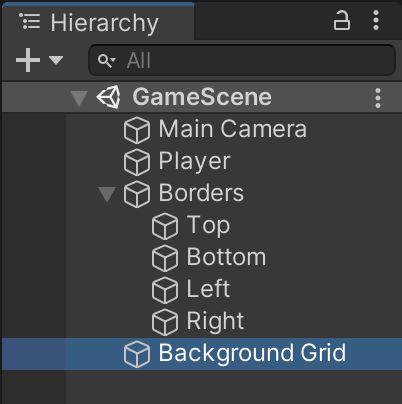 Hierarchy
All
GameScene
Main Camera
Player
Borders
Top
Bottom
Left
Right
Background Grid